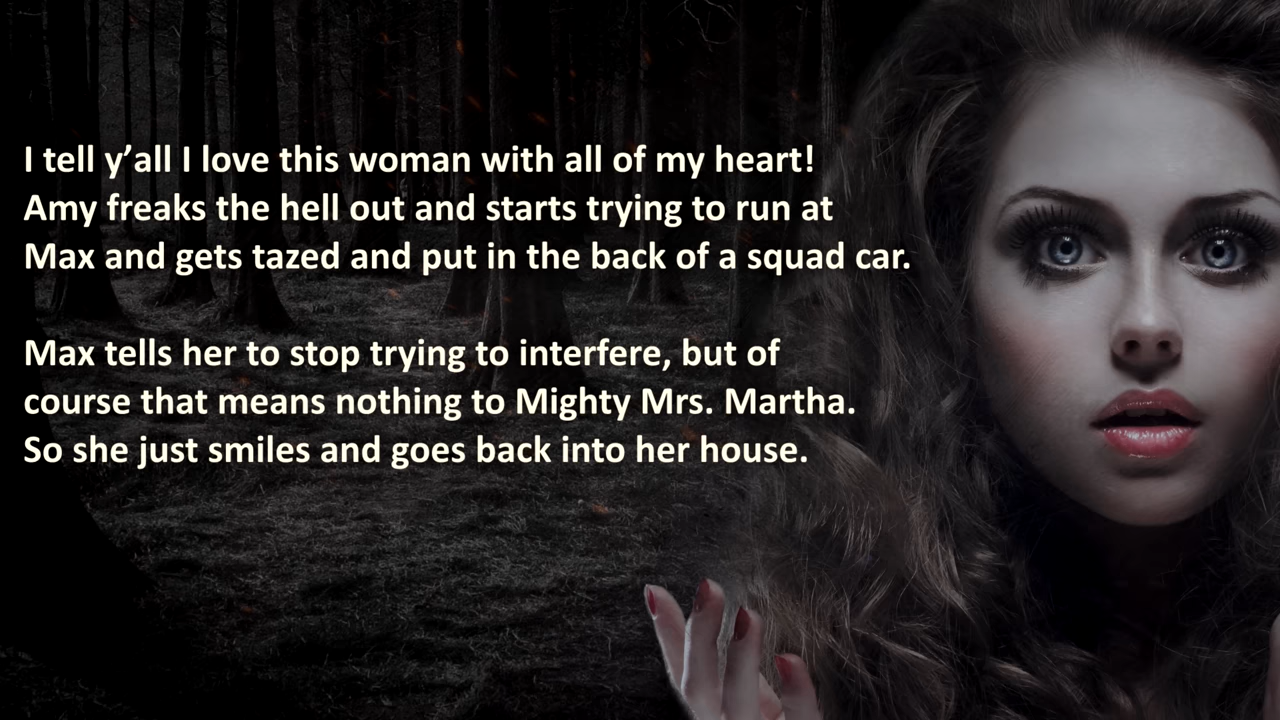 I tell y’all I love this woman with all of my heart!
Amy freaks the hell out and starts trying to run at
Max and gets tazed and put in the back of a squad car.
Max tells her to stop trying to interfere, but of
course that means nothing to Mighty Mrs. Martha.
So she just smiles and goes back into her house.